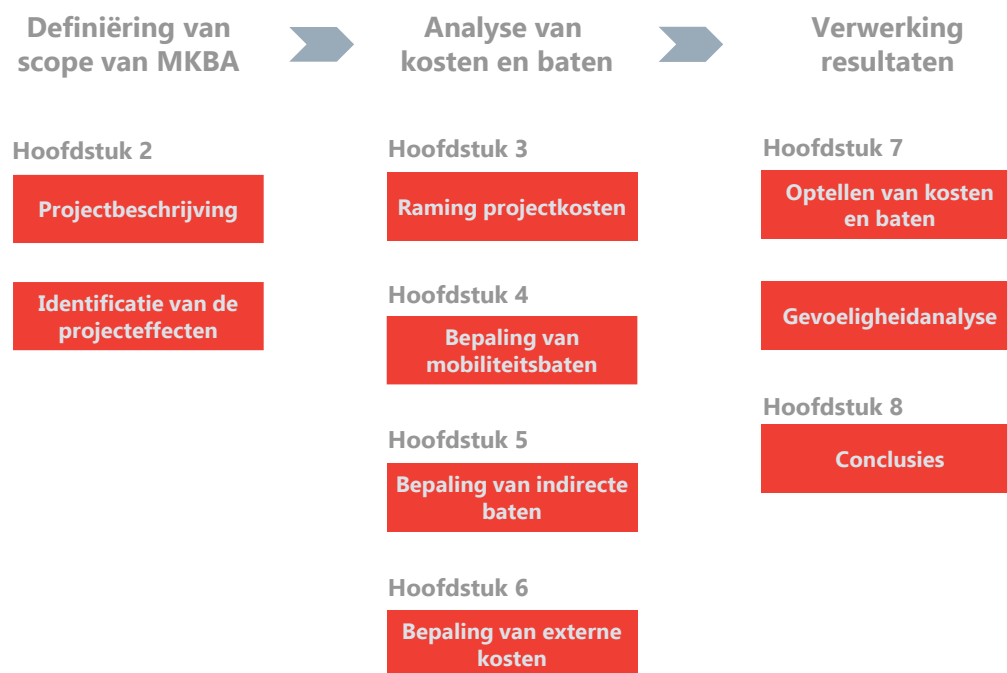 Definiëring van
scope van MKBA
Analyse van
kosten en baten
Verwerking
resultaten
Hoofdstuk 2
Projectbeschrijving
Identificatie van de
projecteffecten
Hoofdstuk 3
Raming projectkosten
Hoofdstuk 4
Bepaling van
mobiliteitsbaten
Hoofdstuk 5
Bepaling van indirecte
baten
Hoofdstuk 6
Bepaling van externe
kosten
Hoofdstuk 7
Optellen van kosten
en baten
Gevoeligheidanalyse
Hoofdstuk 8
Conclusies